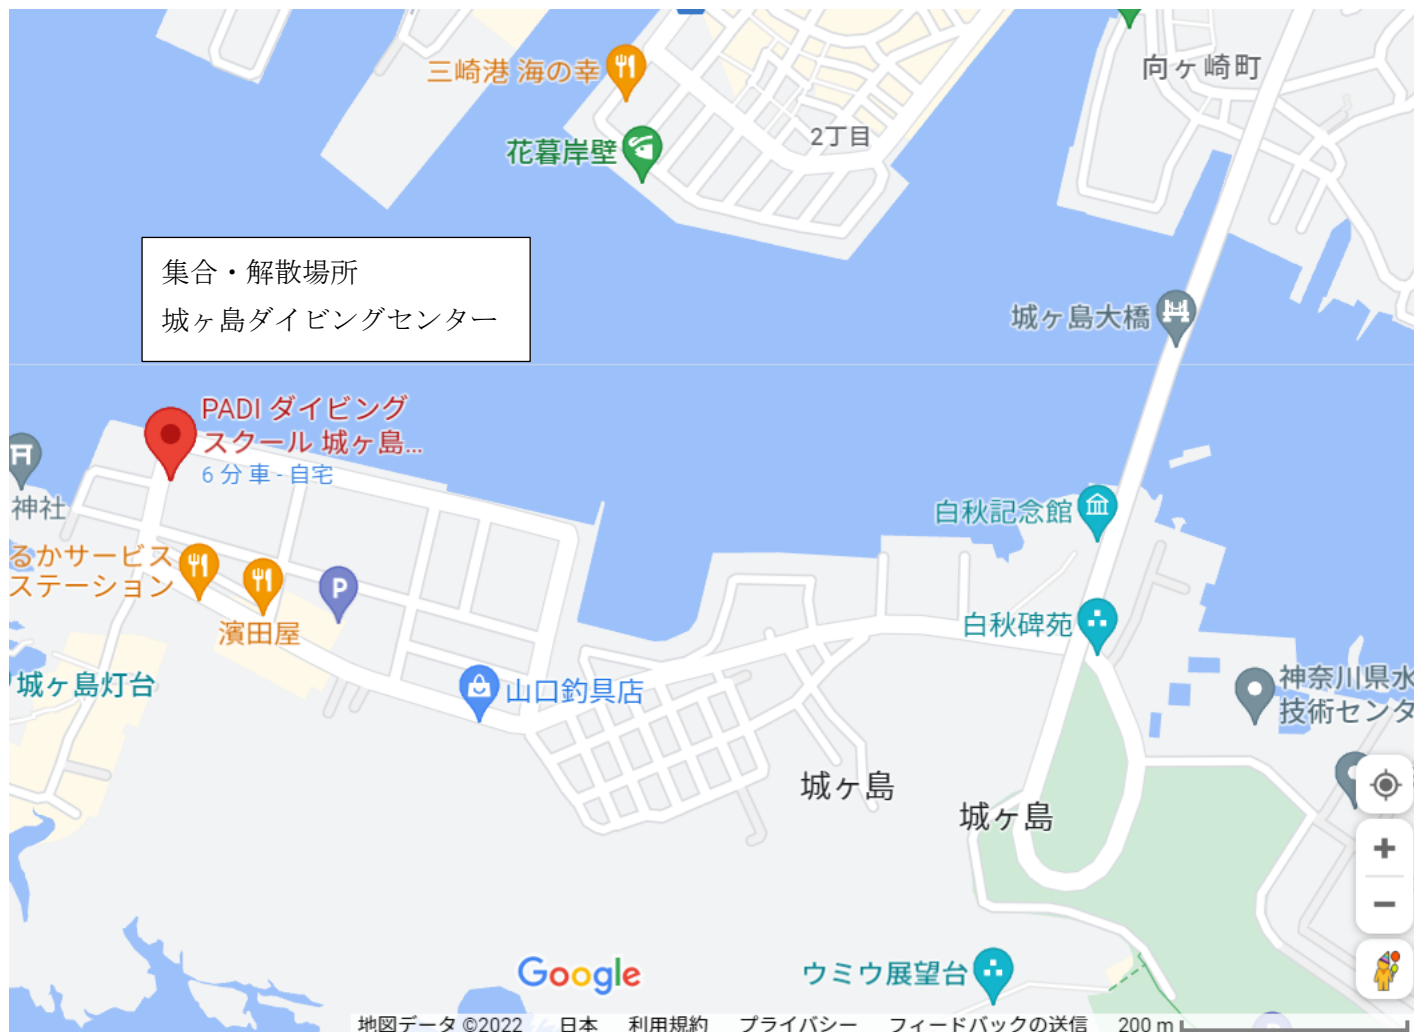 三崎港 海の幸
向ヶ崎町
2丁目
花暮岸壁
集合・解散場所
城ヶ島ダイビングセンター
城ヶ島大橋
PADI ダイビング
スクール 城ヶ島...
6 分 車 - 自宅
神社
白秋記念館
るかサービス
ステーション
P
濱田屋
白秋碑苑
城ヶ島灯台
山口釣具店
神奈川県水
技術センタ
城ヶ島
城ヶ島
Google
ウミウ展望台
地図データ ©2022 日本 利用規約 プライバシー フィードバックの送信 200 m